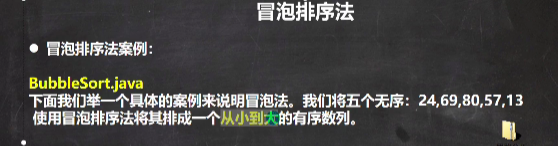 冒泡排序法
● 冒泡排序法案例：
BubbleSort.java
下面我们举一个具体的案例来说明冒泡法。我们将五个无序：24,69,80,57,13
使用冒泡排序法将其排成一个从小到大的有序数列。